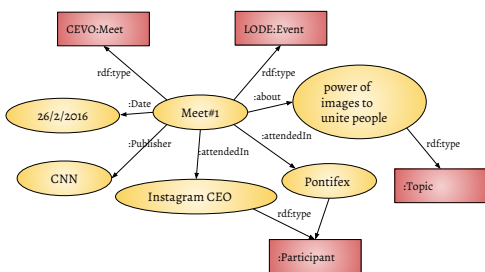 CEVO:Meet
LODE:Event
rdf:type
rdf:type
:about
power of
images to
unite people
26/2/2016
:Date
Meet#1
:Publisher
:attendedIn
:attendedIn
rdf:type
CNN
Instagram CEO
Pontifex
:Topic
rdf:type
:Participant